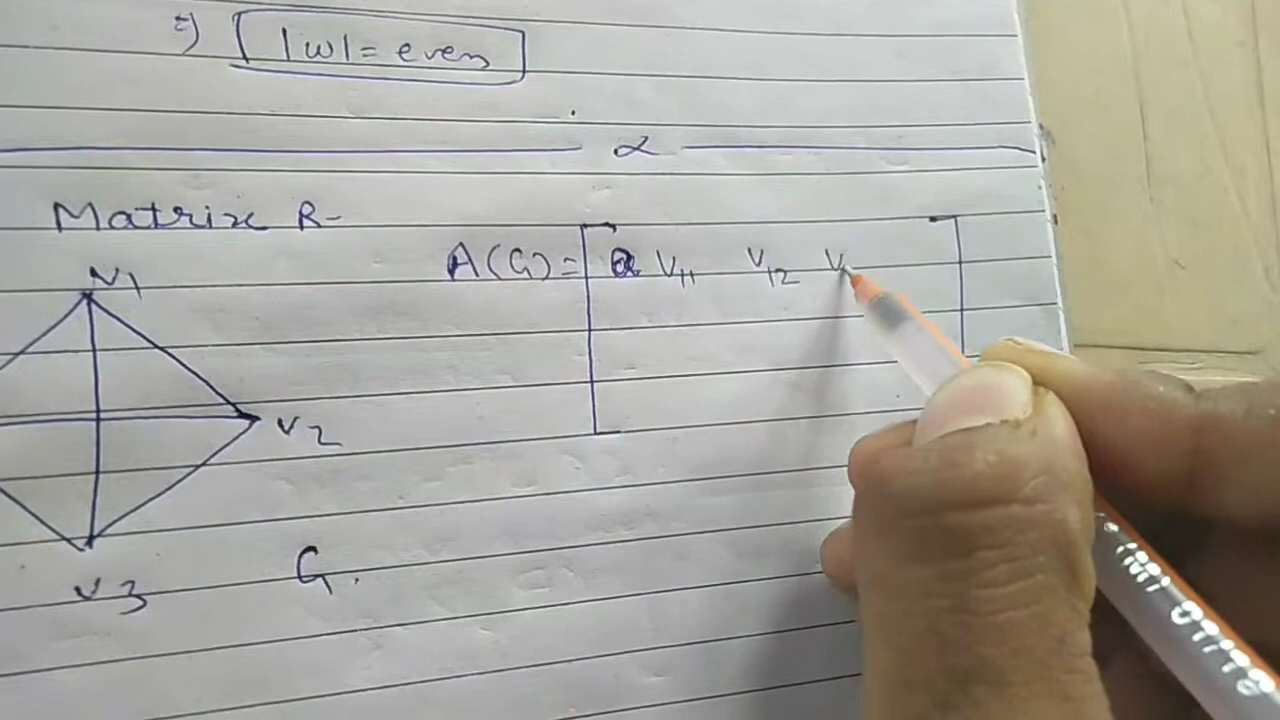 ⇒ |w| = even
α
Matrix R-
A(G) = V11 V12 V
V1
V2
V3
G.